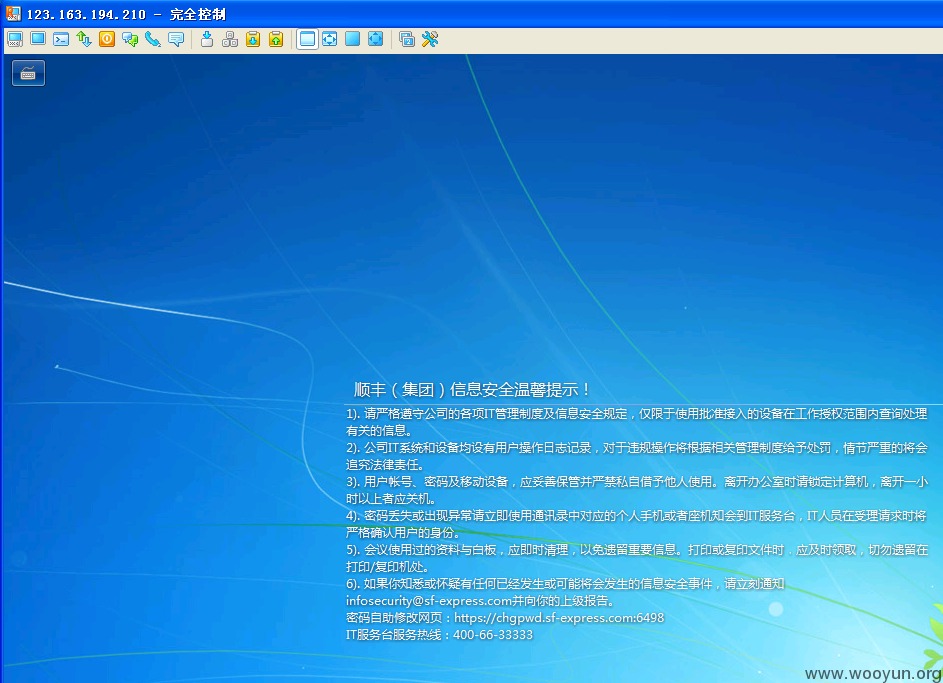 123.163.194.210 - 完全控制
顺丰（集团）信息安全温馨提示！
1). 请严格遵守公司的各项IT管理制度及信息安全规定，仅限于使用批准接入的设备在工作授权范围内查询处理
有关的信息。
2). 公司IT系统和设备均设有用户操作日志记录，对于违规操作将根据相关管理制度给予处罚，情节严重的将会
追究法律责任。
3). 用户帐号、密码及移动设备，应妥善保管并严禁私自借予他人使用。离开办公室时请锁定计算机，离开一小
时以上者应关机。
4). 密码丢失或出现异常请立即使用通讯录中对应的个人手机或者座机知会到IT服务台，IT人员在受理请求时将
严格确认用户的身份。
5). 会议使用过的资料与白板，应即时清理，以免遗留重要信息。打印或复印文件时，应及时领取，切勿遗留在
打印/复印机处。
6). 如果你知悉或怀疑有任何已经发生或可能将会发生的信息安全事件，请立刻通知
infosecurity@sf-express.com并向你的上级报告。
密码自助修改网页：https://chgpwd.sf-express.com:6498
IT服务台服务热线：400-66-33333
www.wooyun.org